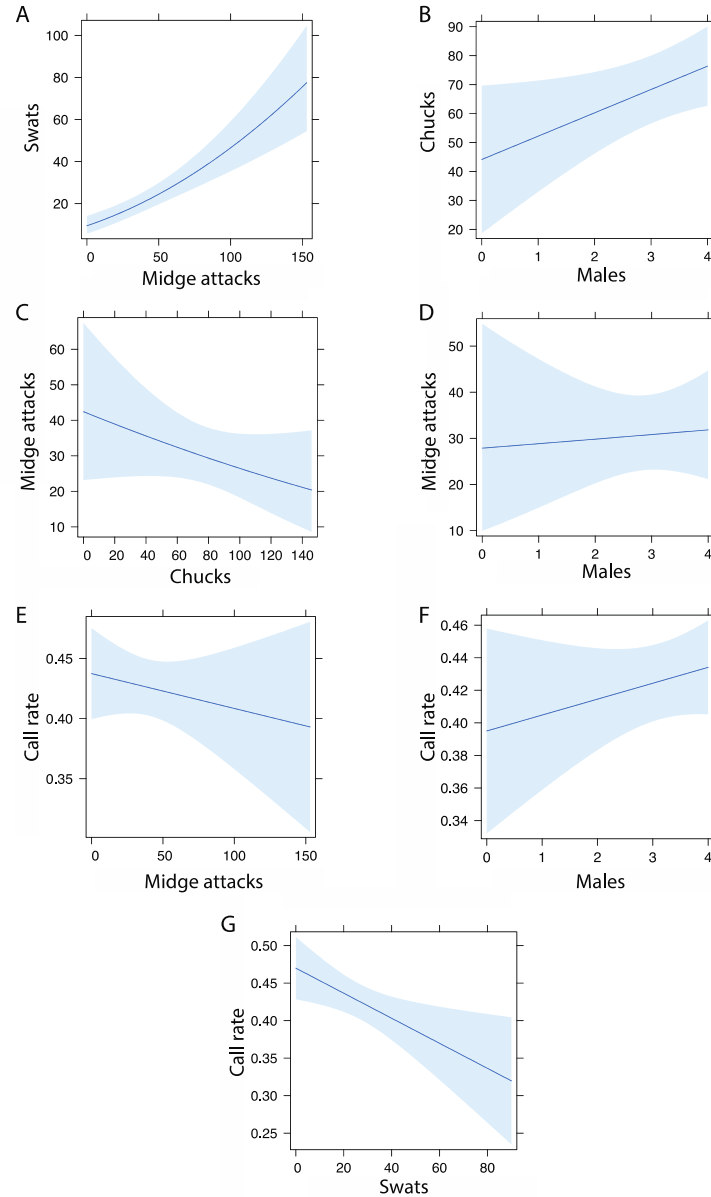 A
100
80
60
40
20
Swats
0 50 100 150
Midge attacks
B
90
80
70
60
50
40
30
20
Chucks
0 1 2 3 4
Males
C
60
50
40
30
20
10
Midge attacks
0 20 40 60 80 100 120 140
Chucks
D
50
40
30
20
10
Midge attacks
0 1 2 3 4
Males
E
0.45
0.40
0.35
Call rate
0 50 100 150
Midge attacks
F
0.46
0.44
0.42
0.40
0.38
0.36
0.34
Call rate
0 1 2 3 4
Males
G
0.50
0.45
0.40
0.35
0.30
0.25
Call rate
0 20 40 60 80
Swats